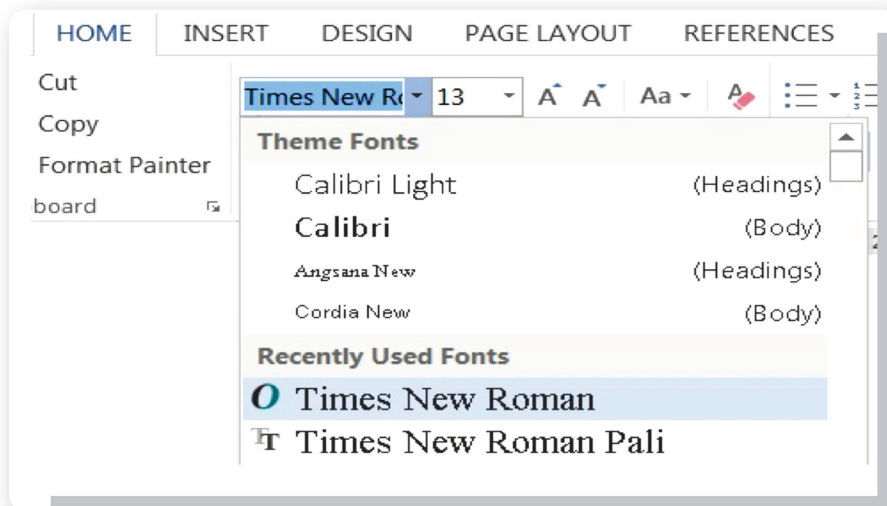 HOME INSERT DESIGN PAGE LAYOUT REFERENCES
Cut
Copy
Format Painter
board
Times New Ro 13 A A Aa A
Theme Fonts
Calibri Light (Headings)
Calibri (Body)
Angsana New (Headings)
Cordia New (Body)
Recently Used Fonts
O Times New Roman
TT Times New Roman Pali